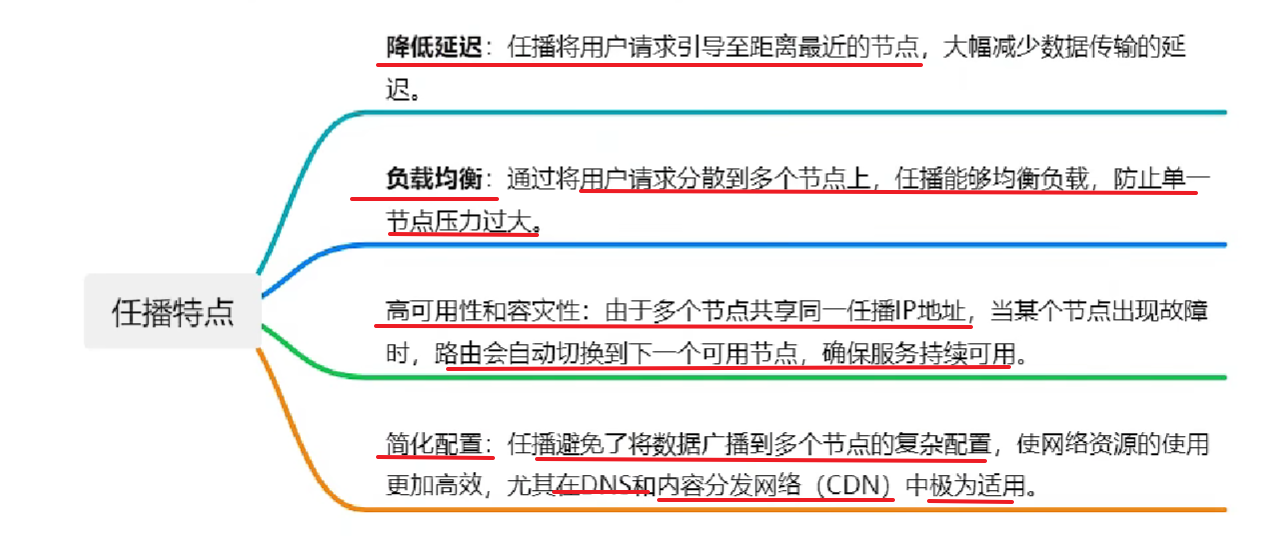 降低延迟：任播将用户请求引导至距离最近的节点，大幅减少数据传输的延
迟。
负载均衡：通过将用户请求分散到多个节点上，任播能够均衡负载，防止单一
节点压力过大。
任播特点
高可用性和容灾性：由于多个节点共享同一任播IP地址，当某个节点出现故障
时，路由会自动切换到下一个可用节点，确保服务持续可用。
简化配置：任播避免了将数据广播到多个节点的复杂配置，使网络资源的使用
更加高效，尤其在DNS和内容分发网络（CDN）中极为适用。